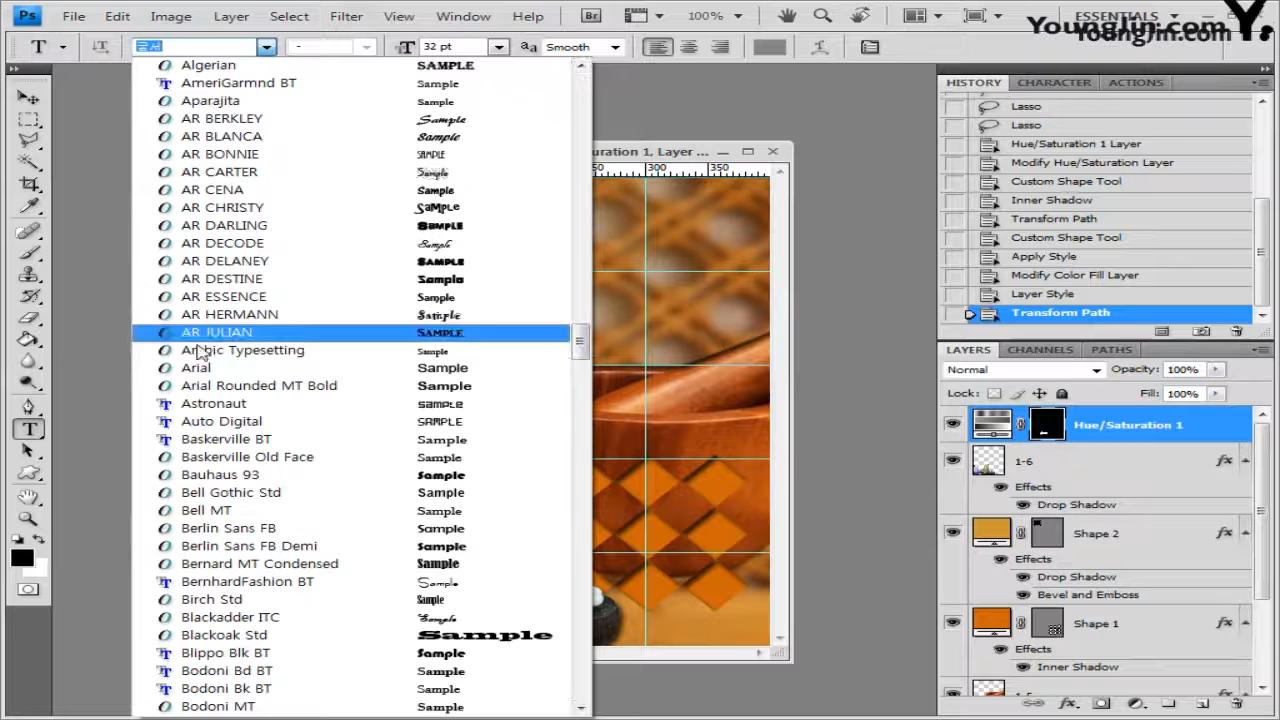 Ps File Edit Image Layer Select Filter View Window Help Br 100% ESSENTIALS
Younglin.com Y.
T 궁서 - 32 pt Smooth
Algerian SAMPLE
AmeriGarmnd BT Sample
Aparajita Sample
AR BERKLEY Sample
AR BLANCA Sample
AR BONNIE SAMPLE
AR CARTER Sample
AR CENA Sample
AR CHRISTY SaMPLe
AR DARLING SAMPLE
AR DECODE Sample
AR DELANEY SAMPLE
AR DESTINE Sample
AR ESSENCE Sample
AR HERMANN Sample
AR JULIAN SAMPLE
Arabic Typesetting Sample
Arial Sample
Arial Rounded MT Bold Sample
Astronaut sample
Auto Digital SAMPLE
Baskerville BT Sample
Baskerville Old Face Sample
Bauhaus 93 Sample
Bell Gothic Std Sample
Bell MT Sample
Berlin Sans FB Sample
Berlin Sans FB Demi Sample
Bernard MT Condensed Sample
BernhardFashion BT Sample
Birch Std Sample
Blackadder ITC Sample
Blackoak Std Sample
Blippo Blk BT Sample
Bodoni Bd BT Sample
Bodoni Bk BT Sample
Bodoni MT Sample
uration 1, Layer ...
300 350
HISTORY CHARACTER ACTIONS
Lasso
Lasso
Hue/Saturation 1 Layer
Modify Hue/Saturation Layer
Custom Shape Tool
Inner Shadow
Transform Path
Custom Shape Tool
Apply Style
Modify Color Fill Layer
Layer Style
Transform Path
LAYERS CHANNELS PATHS
Normal Opacity: 100%
Lock: Fill: 100%
Hue/Saturation 1
1-6 fx
Effects
Drop Shadow
Shape 2 fx
Effects
Drop Shadow
Bevel and Emboss
Shape 1 fx
Effects
Inner Shadow